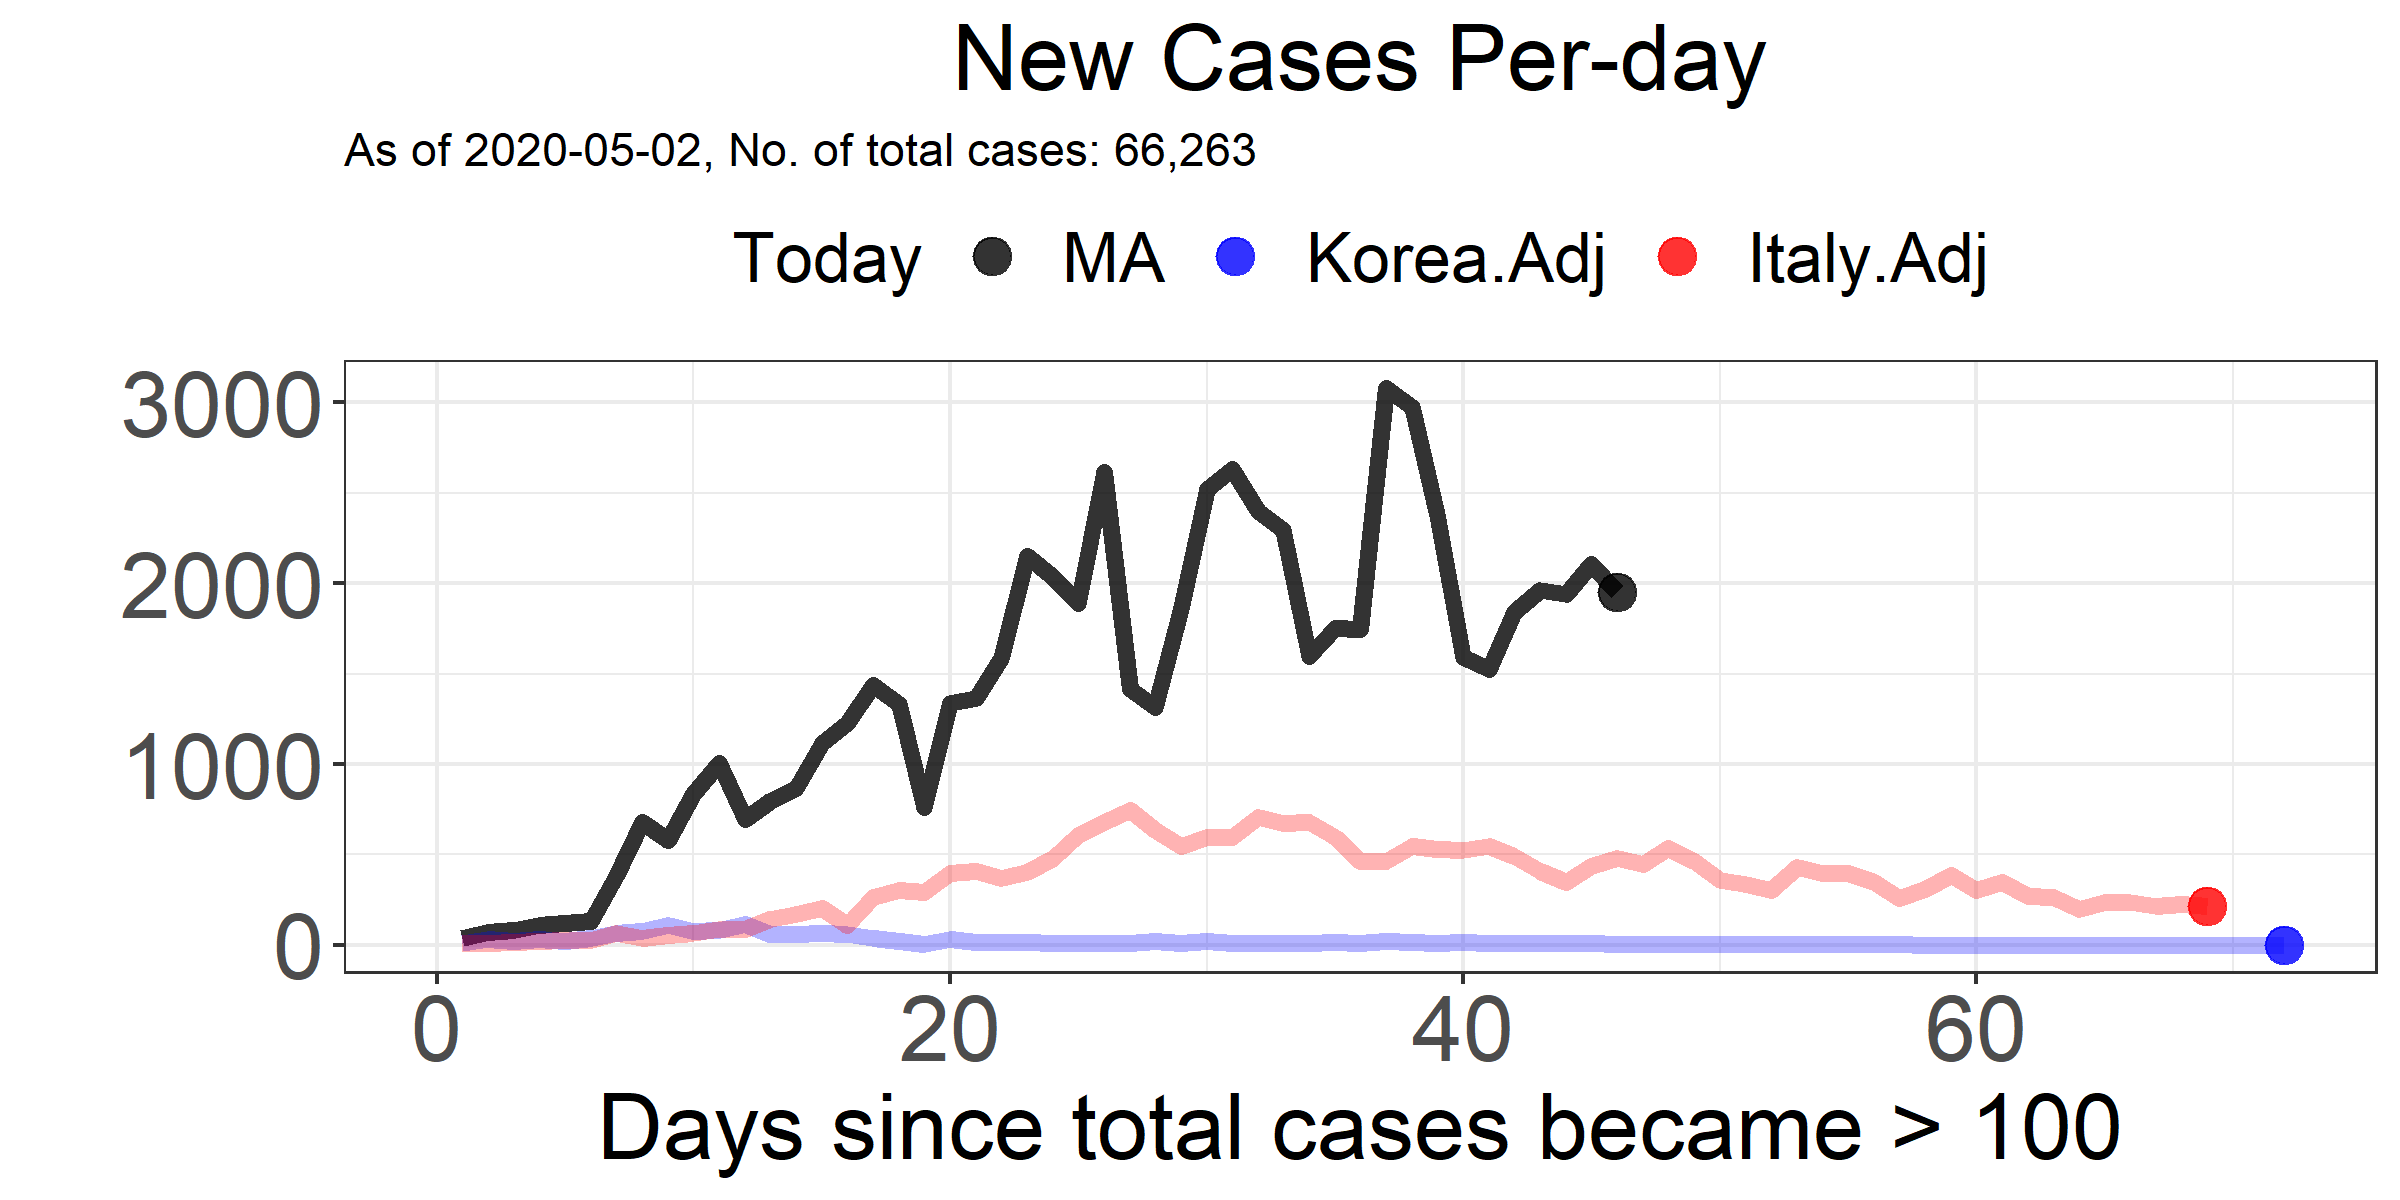 New Cases Per-day
As of 2020-05-02, No. of total cases: 66,263
Today MA Korea.Adj Italy.Adj
3000
2000
1000
0
0 20 40 60
Days since total cases became > 100